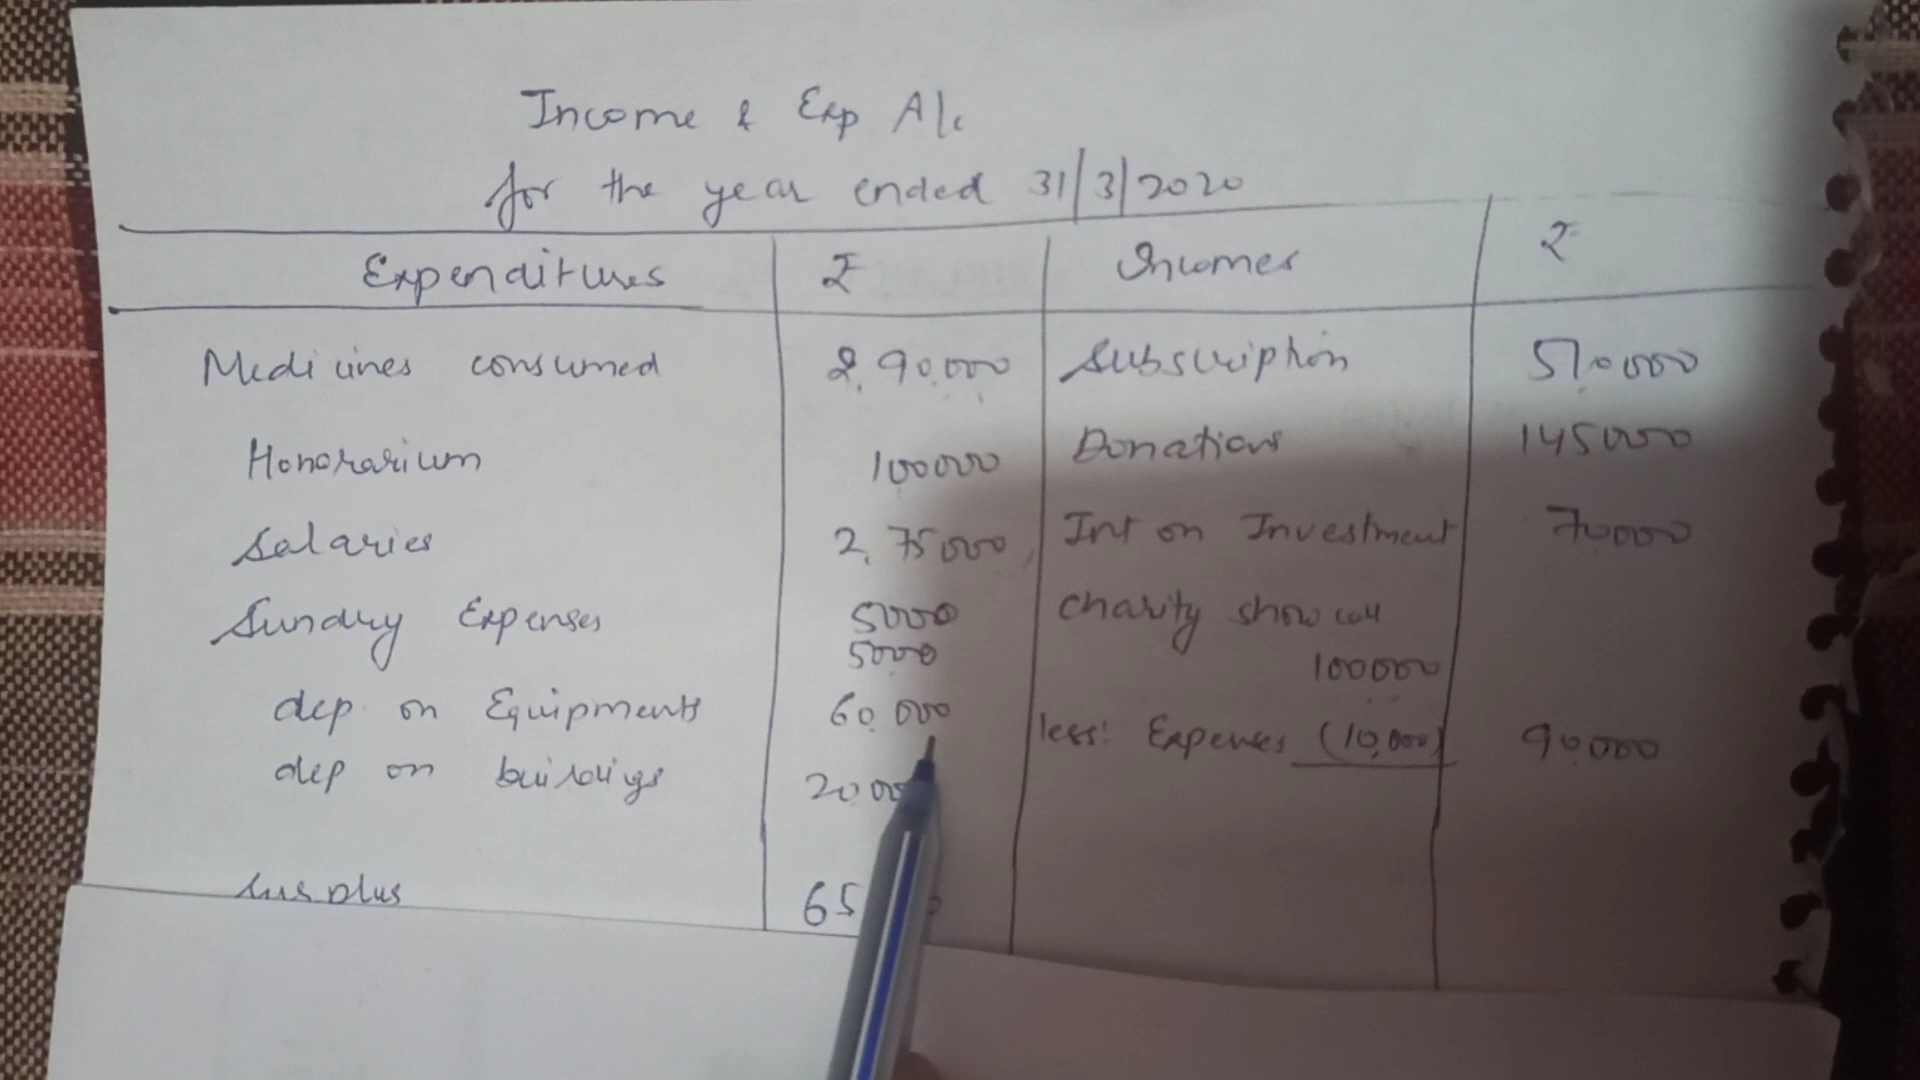 Income & Exp A/c
for the year ended 31/3/2020
Expenditures ₹ Incomes ₹
Medicines consumed 2,90,000 Subscription 510000
Honorarium 100000 Donations 145000
Salaries 2,75000 Int on Investment 70000
Sundry Expenses 5000 charity show
5000 100000
dep on Equipments 60,000 less: Expenses (10,000) 90000
dep on buildings
Surplus 65